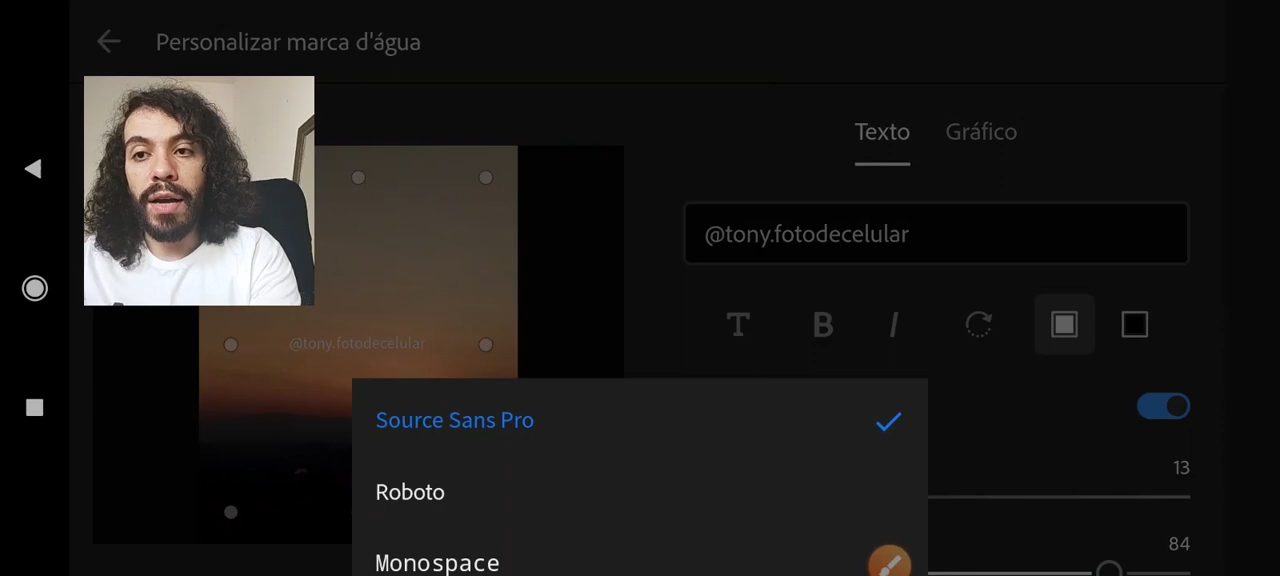 Personalizar marca d'água
Texto
Gráfico
@tony.fotodecelular
T
B
I
@tony.fotodecelular
Source Sans Pro
Roboto
Monospace
13
84